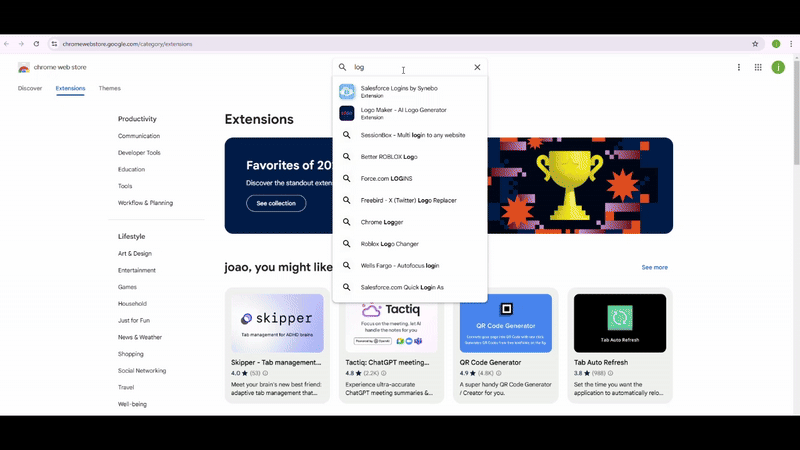 chromewebstore.google.com/category/extensions
j
chrome web store
log
j
Discover
Extensions
Themes
Salesforce Logins by Synebo
Extension
Logo Maker - AI Logo Generator
Extension
SessionBox - Multi login to any website
Better ROBLOX Logo
Force.com LOGINS
Freebird - X (Twitter) Logo Replacer
Chrome Logger
Roblox Logo Changer
Wells Fargo - Autofocus login
Salesforce.com Quick Login As
Productivity
Communication
Developer Tools
Education
Tools
Workflow & Planning
Lifestyle
Art & Design
Entertainment
Games
Household
Just for Fun
News & Weather
Shopping
Social Networking
Travel
Well-being
Extensions
Favorites of 20
Discover the standout exten
See collection
joao, you might like
See more
skipper
Tab management for ADHD brains
Skipper - Tab management...
4.0 ★ (53)
Meet your brain's new best friend:
adaptive tab management that...
Tactiq
Focus on the meeting, let AI
handle the notes for you
Powered by OpenAI
Tactiq: ChatGPT meeting...
4.8 ★ (2.2K)
Experience ultra-accurate
ChatGPT meeting summaries &...
QR Code Generator
QR Code Generator
4.9 ★ (4.8K)
A super handy QR Code Generator
/ Creator for you.
Tab Auto Refresh
Tab Auto Refresh
3.8 ★ (988)
Set the time you want the
application to automatically relo...